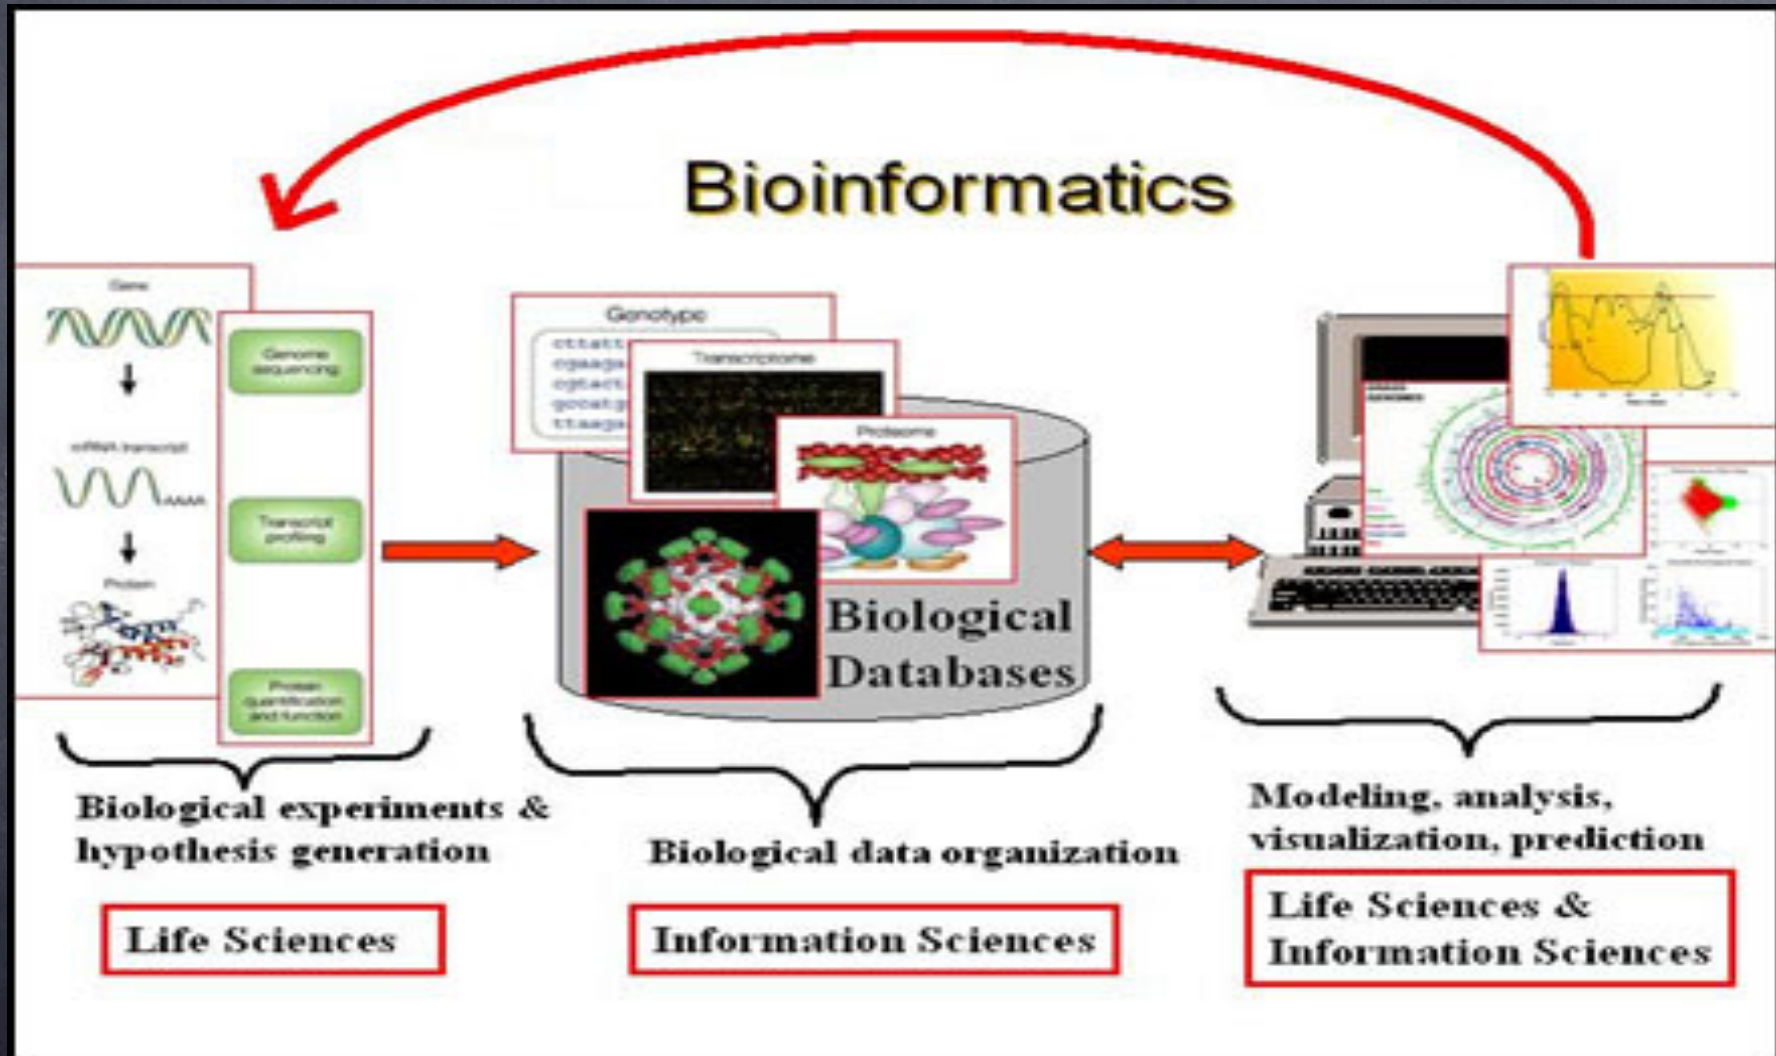 Bioinformatics
Gene
mRNA transcript
AAAA
Protein
Genome
sequencing
Transcript
profiling
Protein
quantification
and function
Genotype
Transcriptome
Proteome
Biological
Databases
Biological experiments &
hypothesis generation
Life Sciences
Biological data organization
Information Sciences
Modeling, analysis,
visualization, prediction
Life Sciences &
Information Sciences